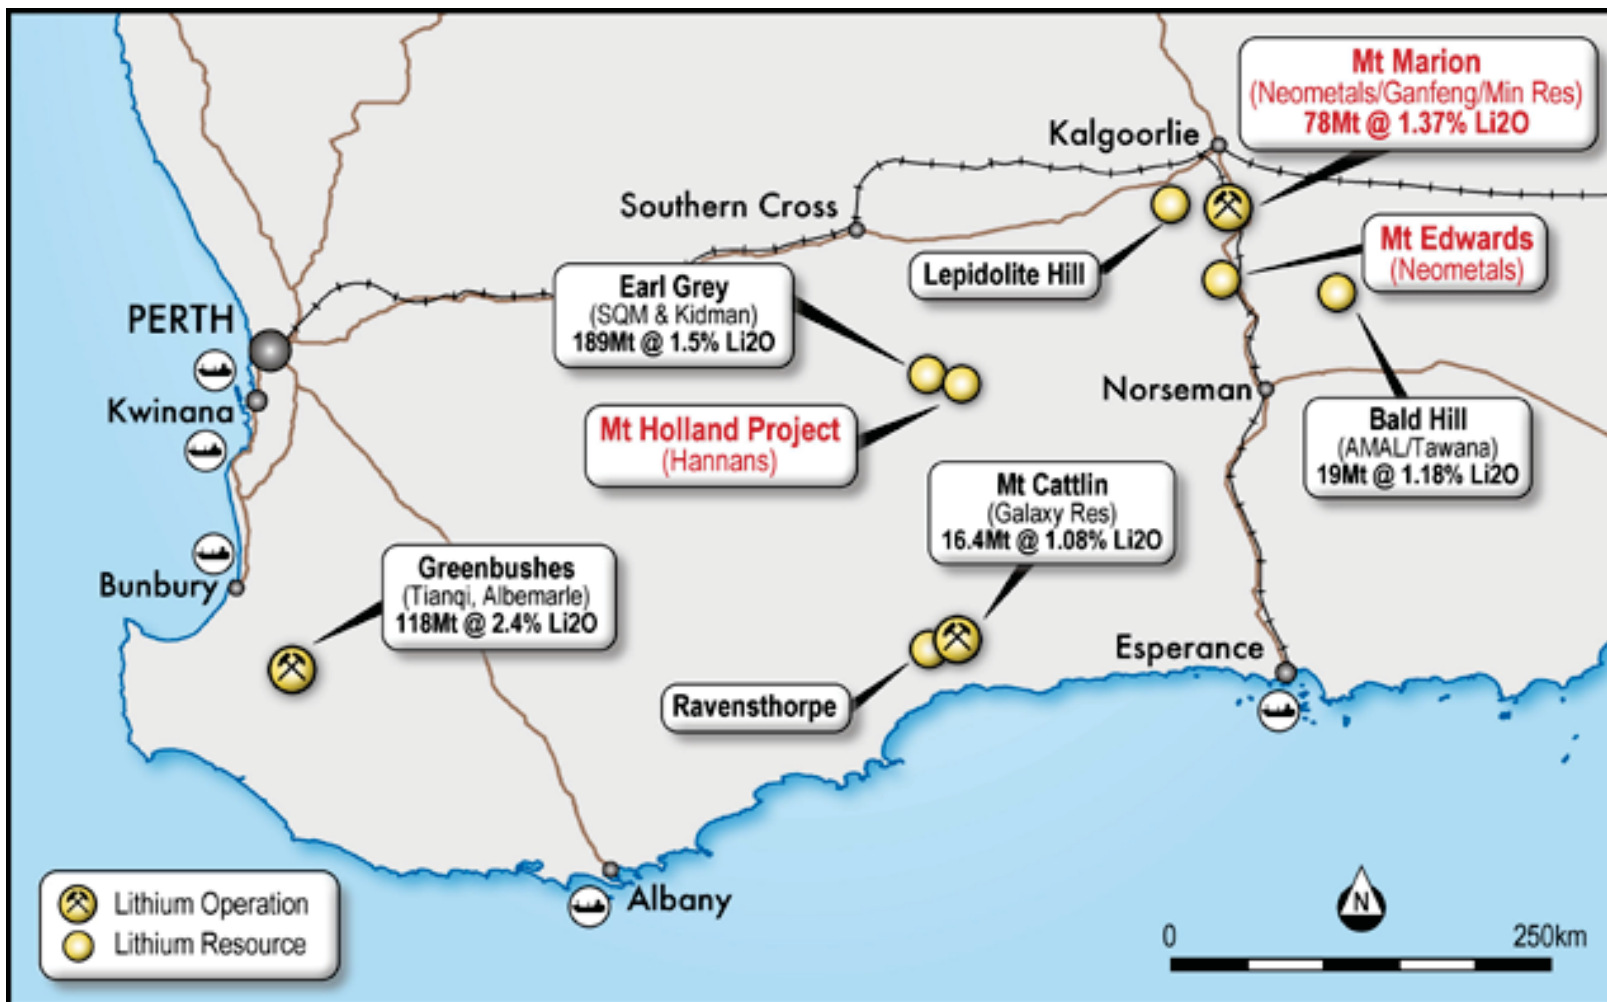 Mt Marion
(Neometals/Ganfeng/Min Res)
78Mt @ 1.37% Li2O
Kalgoorlie
Southern Cross
Lepidolite Hill
Mt Edwards
(Neometals)
Earl Grey
(SQM & Kidman)
189Mt @ 1.5% Li2O
PERTH
Kwinana
Norseman
Mt Holland Project
(Hannans)
Bald Hill
(AMAL/Tawana)
19Mt @ 1.18% Li2O
Mt Cattlin
(Galaxy Res)
16.4Mt @ 1.08% Li2O
Bunbury
Greenbushes
(Tianqi, Albemarle)
118Mt @ 2.4% Li2O
Esperance
Ravensthorpe
Albany
Lithium Operation
Lithium Resource
N
0 250km